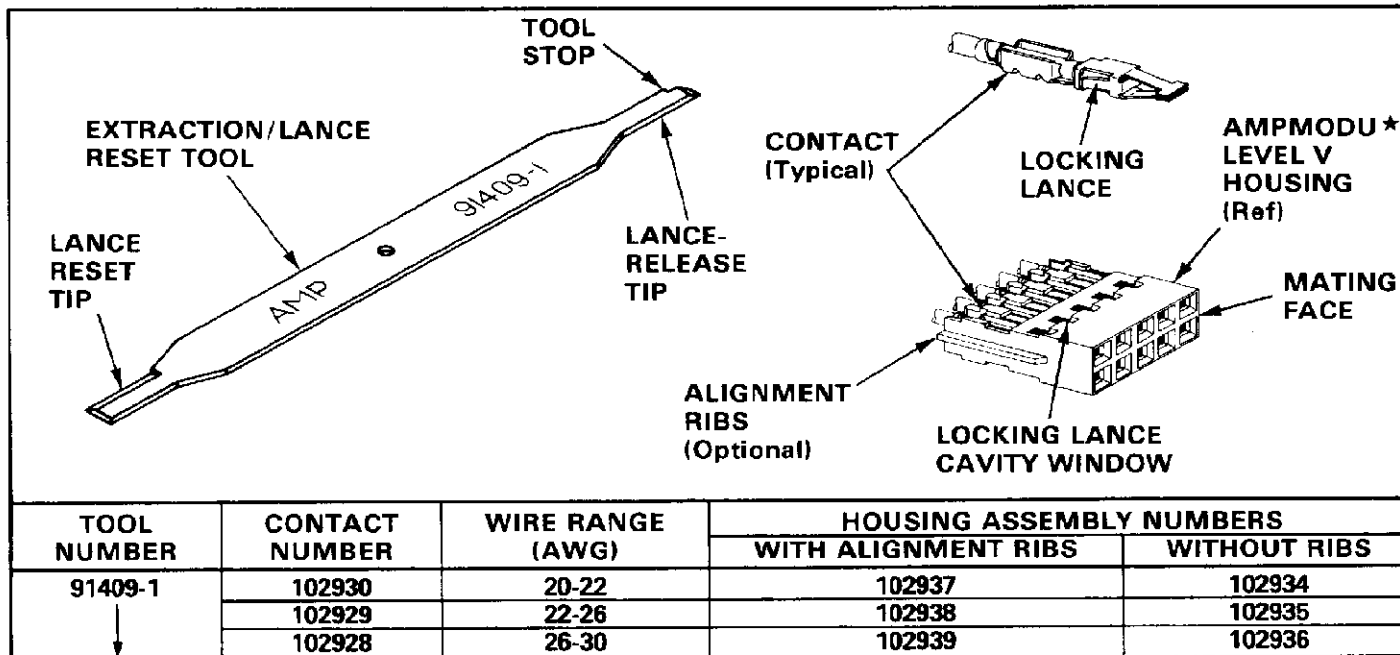 TOOL
STOP
EXTRACTION/LANCE
RESET TOOL
91409-1
AMP
LANCE
RESET
TIP
LANCE-
RELEASE
TIP
CONTACT
(Typical)
LOCKING
LANCE
AMPMODU★
LEVEL V
HOUSING
(Ref)
MATING
FACE
ALIGNMENT
RIBS
(Optional)
LOCKING LANCE
CAVITY WINDOW
TOOL NUMBER CONTACT NUMBER WIRE RANGE (AWG) HOUSING ASSEMBLY NUMBERS
WITH ALIGNMENT RIBS WITHOUT RIBS
91409-1 102930 20-22 102937 102934
102929 22-26 102938 102935
102928 26-30 102939 102936